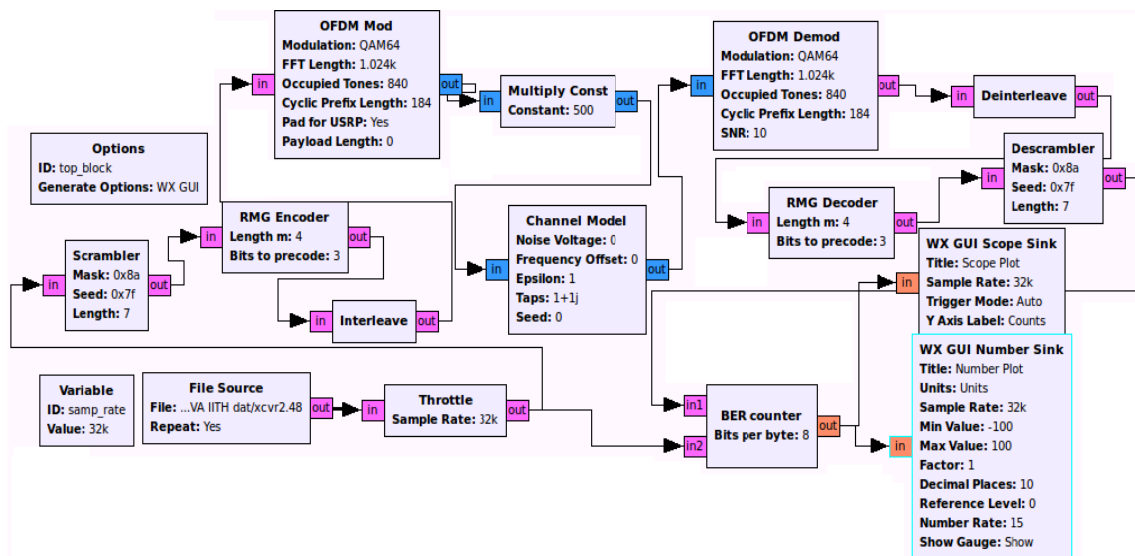 OFDM Mod
Modulation: QAM64
FFT Length: 1.024k
Occupied Tones: 840
Cyclic Prefix Length: 184
Pad for USRP: Yes
Payload Length: 0
in
out
Multiply Const
Constant: 500
in
out
OFDM Demod
Modulation: QAM64
FFT Length: 1.024k
Occupied Tones: 840
Cyclic Prefix Length: 184
SNR: 10
in
out
Deinterleave
in
out
Options
ID: top_block
Generate Options: WX GUI
Descrambler
Mask: 0x8a
Seed: 0x7f
Length: 7
in
out
RMG Encoder
Length m: 4
Bits to precode: 3
in
out
Channel Model
Noise Voltage: 0
Frequency Offset: 0
Epsilon: 1
Taps: 1+1j
Seed: 0
in
out
RMG Decoder
Length m: 4
Bits to precode: 3
in
out
Scrambler
Mask: 0x8a
Seed: 0x7f
Length: 7
in
out
Interleave
in
out
WX GUI Scope Sink
Title: Scope Plot
Sample Rate: 32k
Trigger Mode: Auto
Y Axis Label: Counts
in
Variable
ID: samp_rate
Value: 32k
File Source
File: ...VA IITH dat/xcvr2.48
Repeat: Yes
out
Throttle
Sample Rate: 32k
in
out
BER counter
Bits per byte: 8
in1
in2
out
WX GUI Number Sink
Title: Number Plot
Units: Units
Sample Rate: 32k
Min Value: -100
Max Value: 100
Factor: 1
Decimal Places: 10
Reference Level: 0
Number Rate: 15
Show Gauge: Show
in